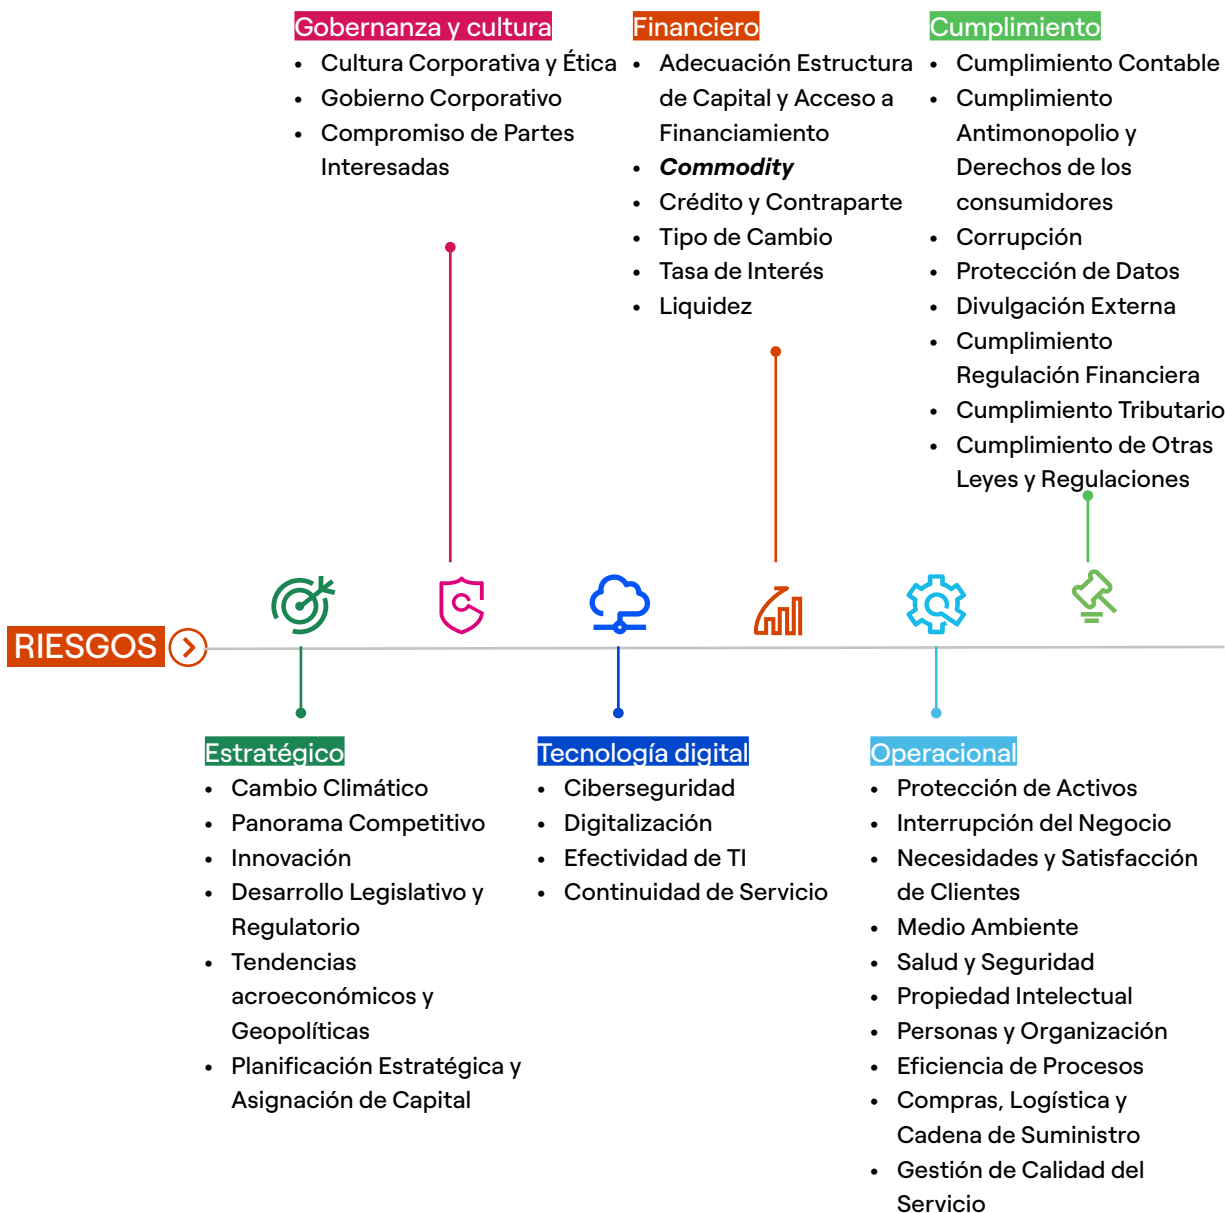 Gobernanza y cultura
• Cultura Corporativa y Ética
• Gobierno Corporativo
• Compromiso de Partes
Interesadas
Financiero
• Adecuación Estructura
de Capital y Acceso a
Financiamiento
• Commodity
• Crédito y Contraparte
• Tipo de Cambio
• Tasa de Interés
• Liquidez
Cumplimiento
• Cumplimiento Contable
• Cumplimiento
Antimonopolio y
Derechos de los
consumidores
• Corrupción
• Protección de Datos
• Divulgación Externa
• Cumplimiento
Regulación Financiera
• Cumplimiento Tributario
• Cumplimiento de Otras
Leyes y Regulaciones
RIESGOS
Estratégico
• Cambio Climático
• Panorama Competitivo
• Innovación
• Desarrollo Legislativo y
Regulatorio
• Tendencias
acroeconómicos y
Geopolíticas
• Planificación Estratégica y
Asignación de Capital
Tecnología digital
• Ciberseguridad
• Digitalización
• Efectividad de TI
• Continuidad de Servicio
Operacional
• Protección de Activos
• Interrupción del Negocio
• Necesidades y Satisfacción
de Clientes
• Medio Ambiente
• Salud y Seguridad
• Propiedad Intelectual
• Personas y Organización
• Eficiencia de Procesos
• Compras, Logística y
Cadena de Suministro
• Gestión de Calidad del
Servicio